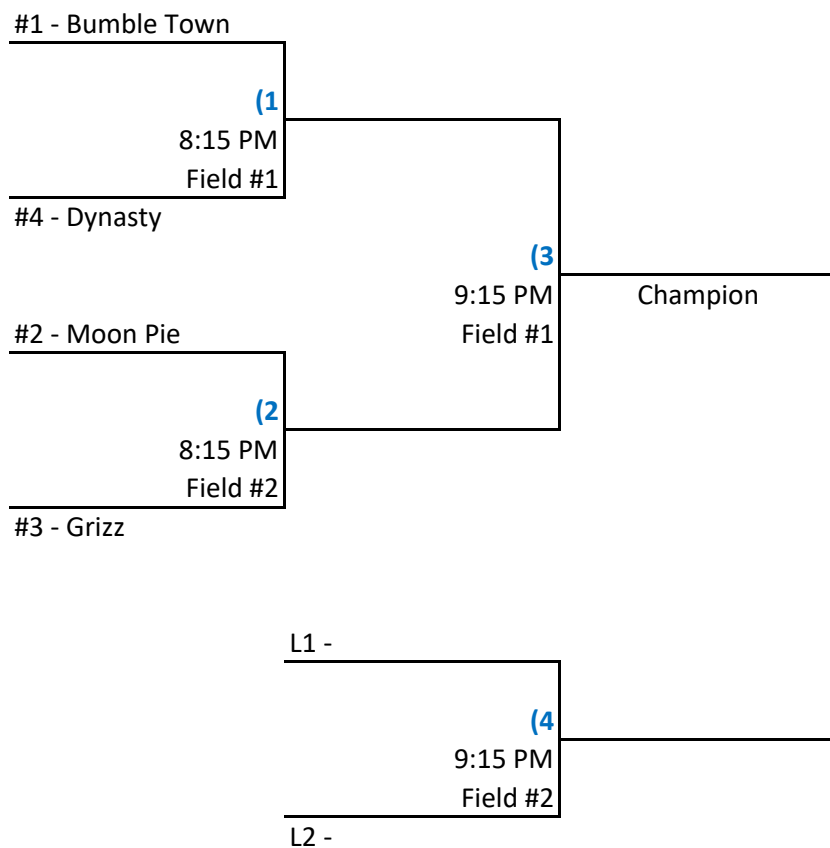 #1 - Bumble Town
(1
8:15 PM
Field #1
#4 - Dynasty
(3
9:15 PM
Champion
#2 - Moon Pie
Field #1
(2
8:15 PM
Field #2
#3 - Grizz
L1 -
(4
9:15 PM
Field #2
L2 -